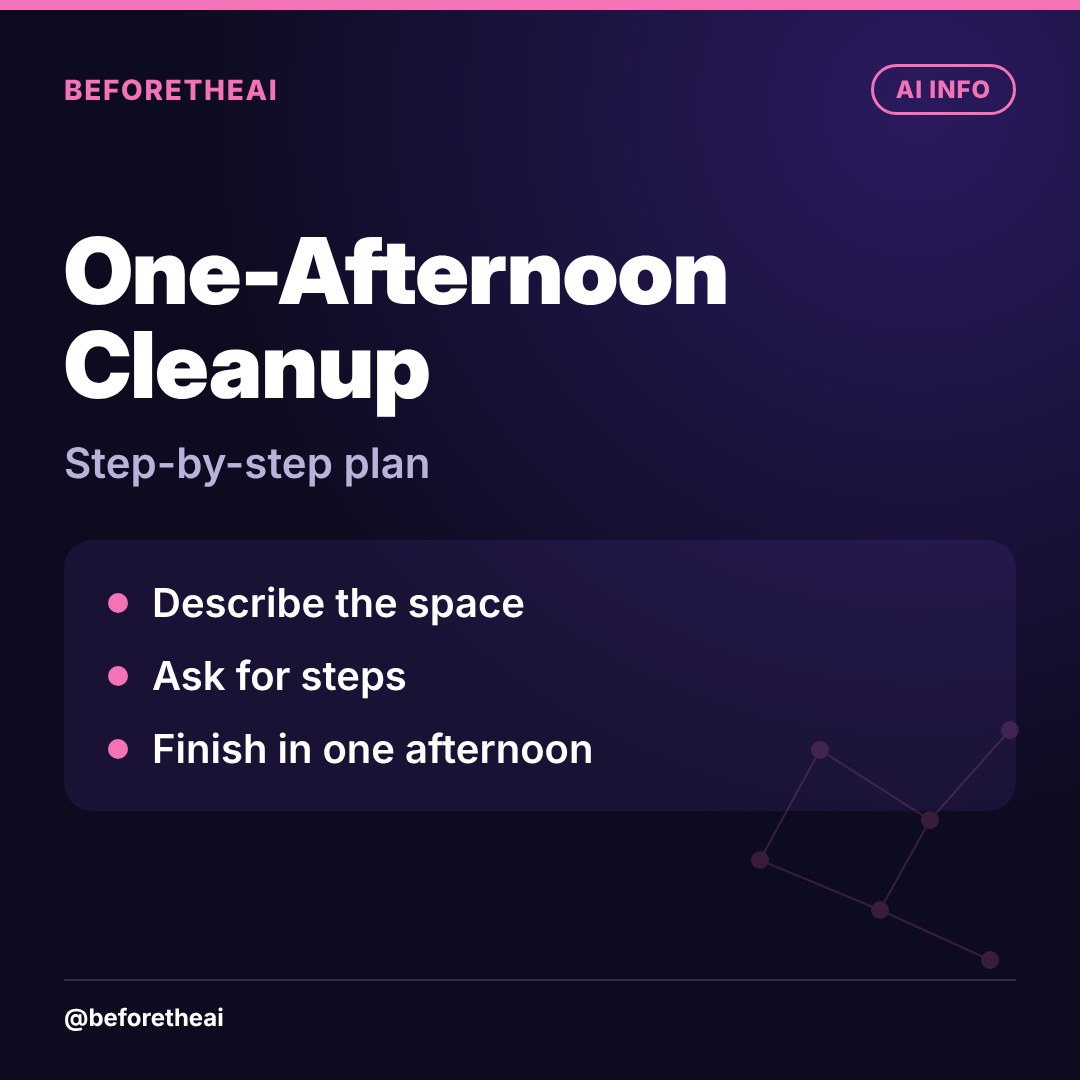 BEFORETHEAI
AI INFO
One-Afternoon
Cleanup
Step-by-step plan
Describe the space
Ask for steps
Finish in one afternoon
@beforetheai